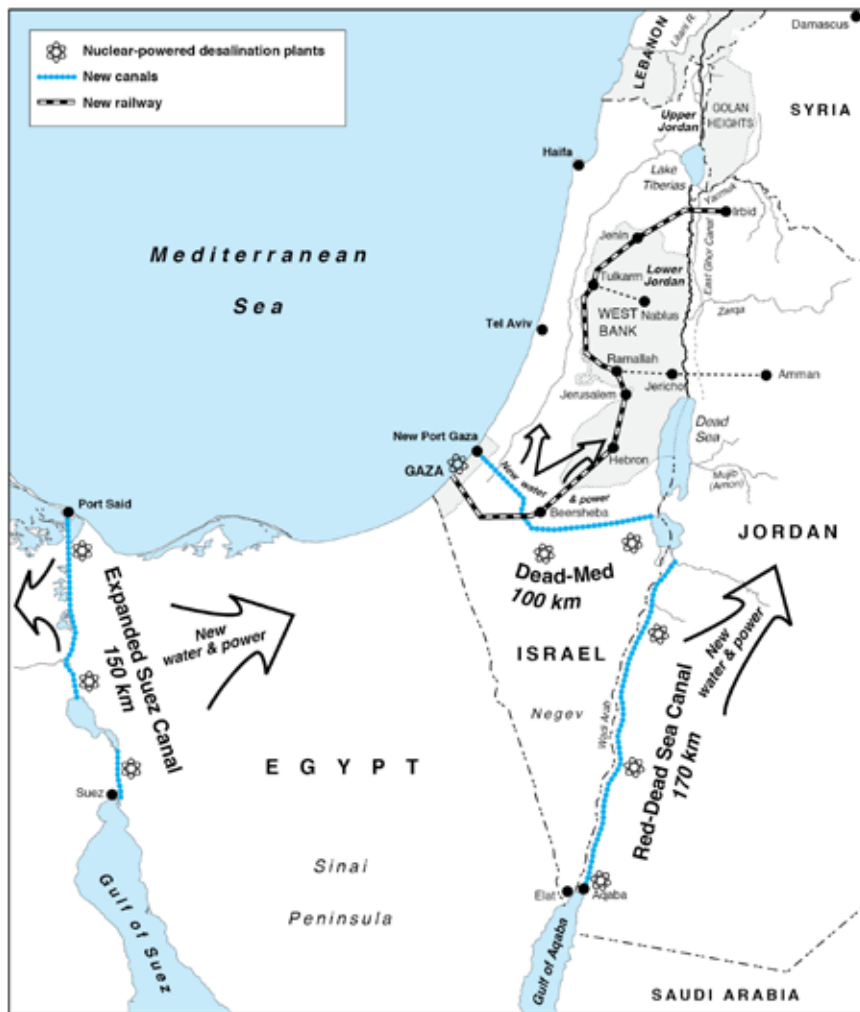 Nuclear-powered desalination plants
New canals
New railway
Damascus
LEBANON
Litani R.
GOLAN
HEIGHTS
SYRIA
Upper
Jordan
Haifa
Lake
Tiberias
Yarmuk
Irbid
Jenin
East Ghor Canal
Mediterranean
Sea
Lower
Jordan
Tulkarm
Nablus
WEST
BANK
Zarqa
Tel Aviv
Ramallah
Jericho
Amman
Jerusalem
Dead
Sea
New Port Gaza
GAZA
Hebron
New water
& power
Mujib
(Arnon)
Beersheba
Port Said
JORDAN
Dead-Med
100 km
Expanded Suez Canal
150 km
New
water & power
ISRAEL
New
water & power
Negev
Wadi Arab
Red-Dead Sea Canal
170 km
EGYPT
Suez
Sinai
Peninsula
Elat
Aqaba
Gulf of Suez
Gulf of Aqaba
SAUDI ARABIA